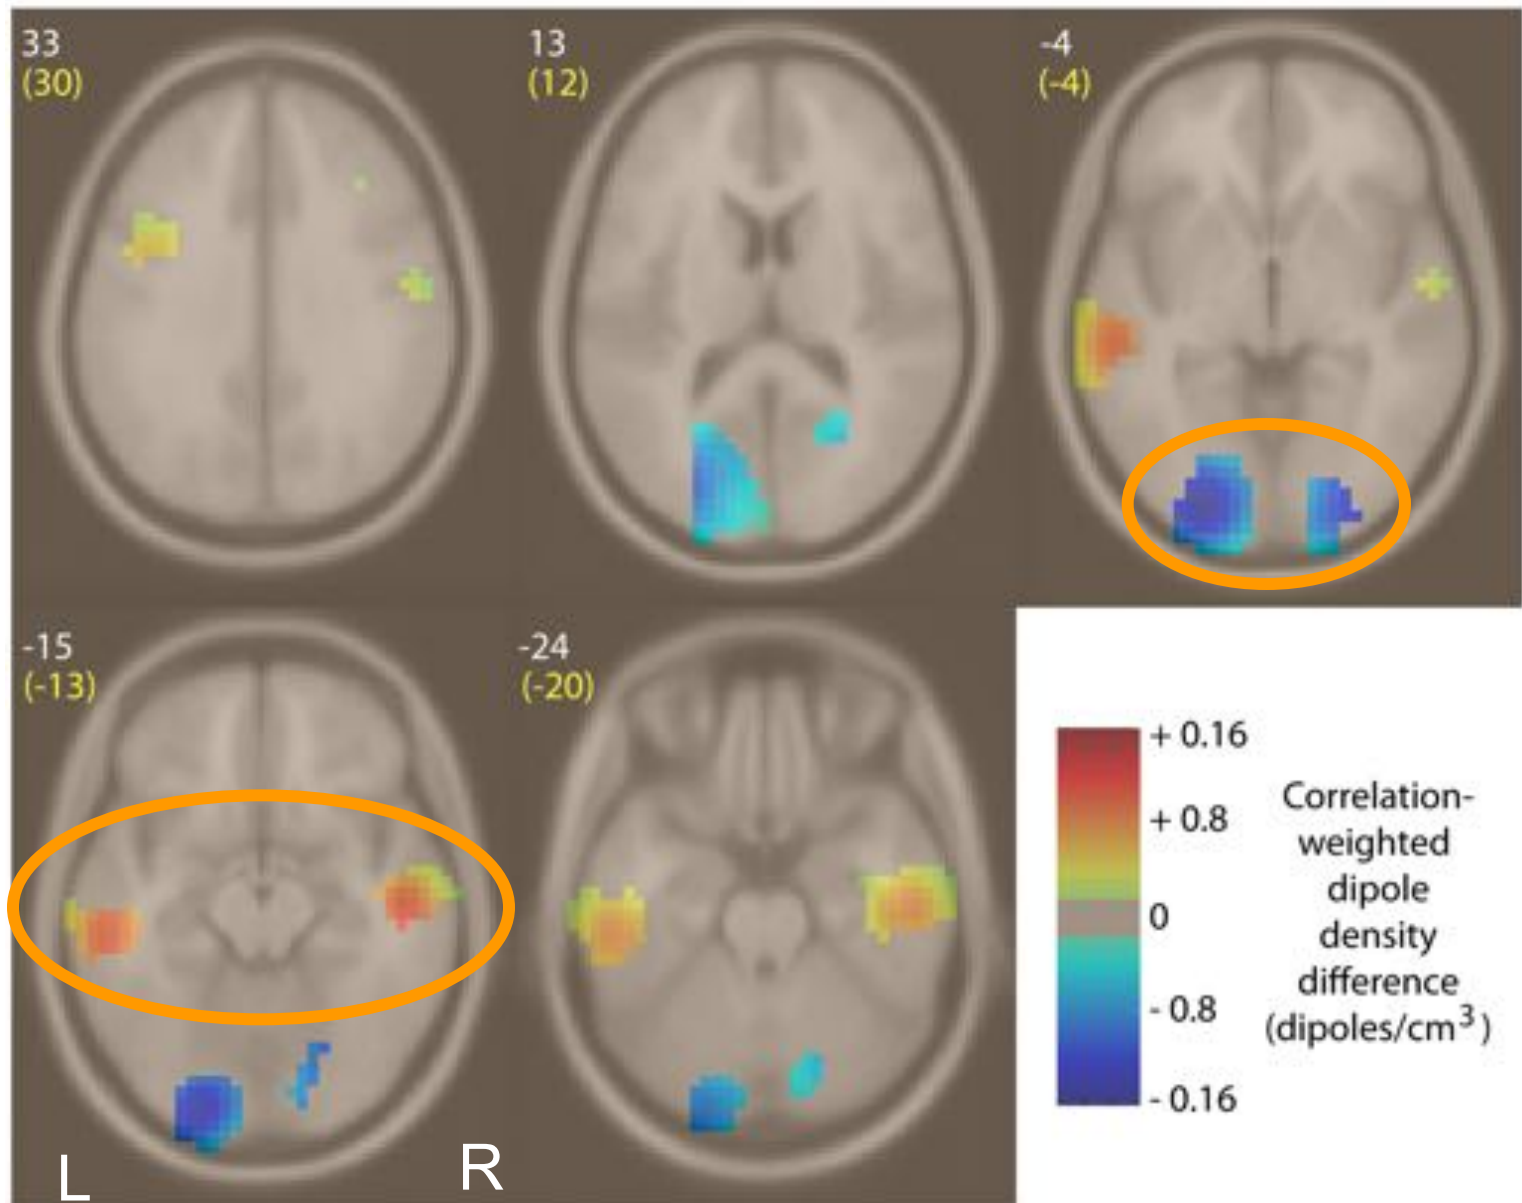 33
(30)
13
(12)
-4
(-4)
-15
(-13)
-24
(-20)
L
R
+ 0.16
+ 0.8
0
- 0.8
- 0.16
Correlation-
weighted
dipole
density
difference
(dipoles/cm³)